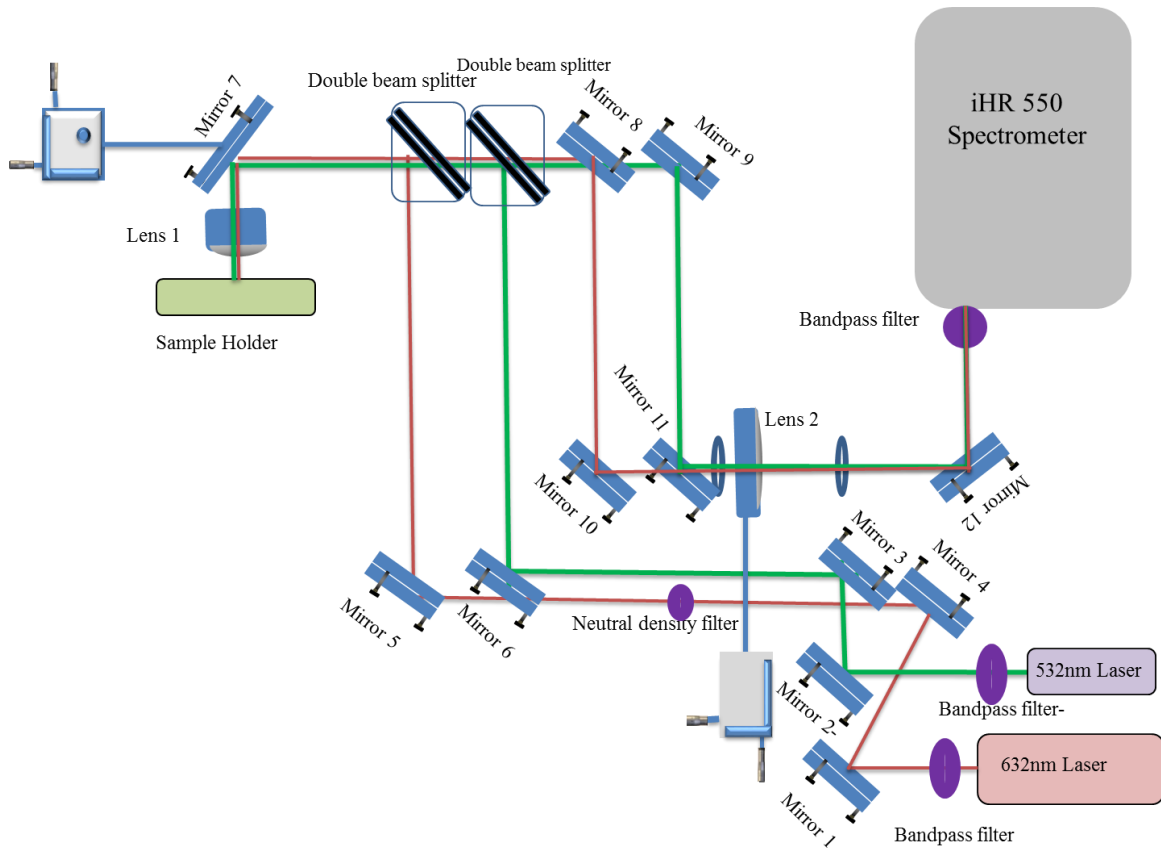 iHR 550
Spectrometer
Double beam splitter
Double beam splitter
Mirror 7
Mirror 8
Mirror 9
Lens 1
Sample Holder
Bandpass filter
Mirror 11
Lens 2
Mirror 10
Mirror 12
Mirror 3
Mirror 4
Mirror 5
Mirror 6
Neutral density filter
532nm Laser
Mirror 2-
Bandpass filter-
632nm Laser
Mirror 1
Bandpass filter